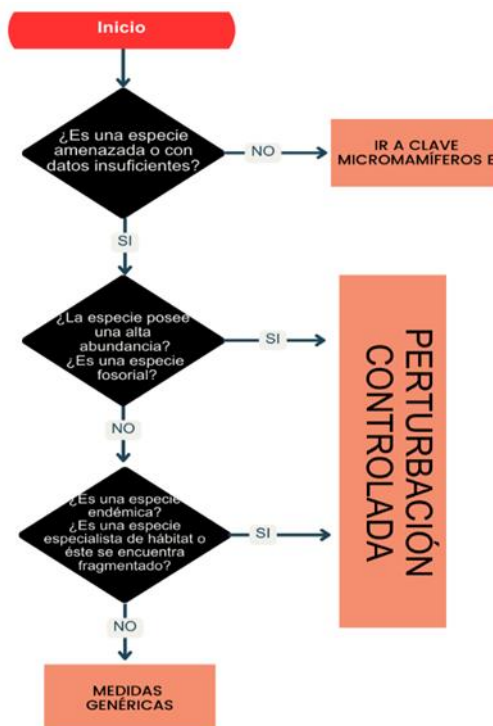 Inicio
¿Es una especie
amenazada o con
datos insuficientes?
NO
IR A CLAVE
MICROMAMÍFEROS E
SI
¿La especie posee
una alta
abundancia?
¿Es una especie
fosorial?
SI
PERTURBACIÓN
CONTROLADA
NO
¿Es una especie
endémica?
¿Es una especie
especialista de hábitat o
éste se encuentra
fragmentado?
SI
NO
MEDIDAS
GENÉRICAS